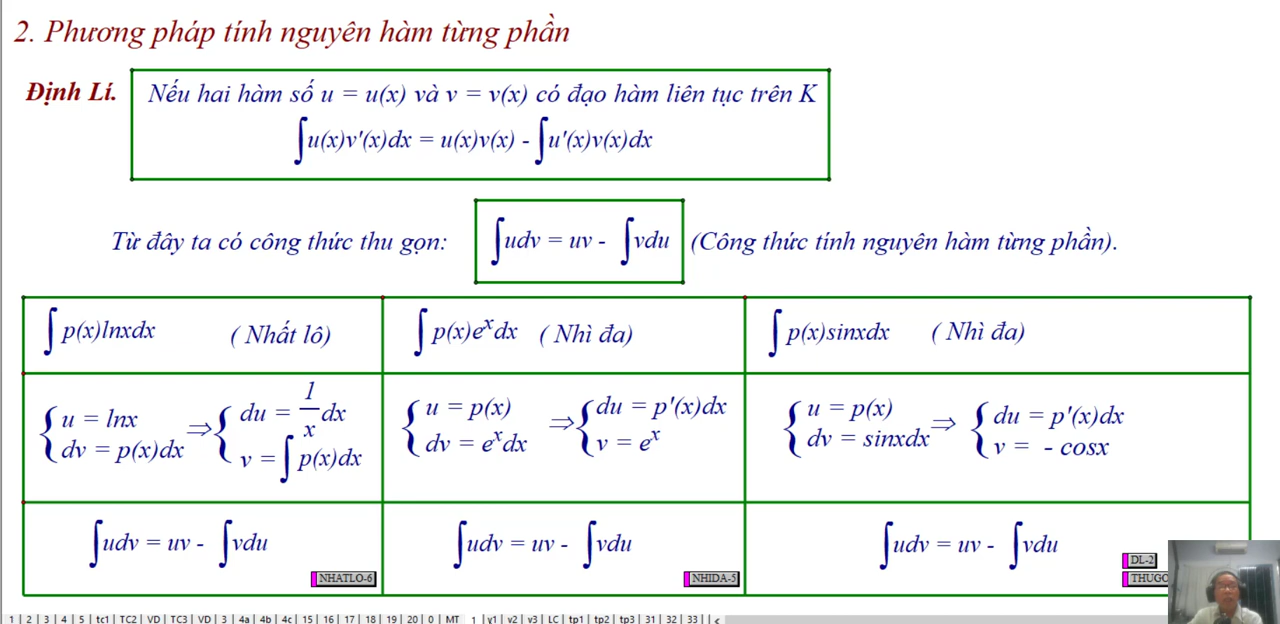 2. Phương pháp tính nguyên hàm từng phần
Định Lí. Nếu hai hàm số u = u(x) và v = v(x) có đạo hàm liên tục trên K
∫u(x)v'(x)dx = u(x)v(x) - ∫u'(x)v(x)dx
Từ đây ta có công thức thu gọn: ∫udv = uv - ∫vdu (Công thức tính nguyên hàm từng phần).
∫p(x)lnxdx ( Nhất lô)
∫p(x)eˣdx ( Nhì đa)
∫p(x)sinxdx ( Nhì đa)
{ u = lnx ⇒ { du = 1/x dx
dv = p(x)dx v = ∫p(x)dx
{ u = p(x) ⇒ { du = p'(x)dx
dv = eˣdx v = eˣ
{ u = p(x) ⇒ { du = p'(x)dx
dv = sinxdx v = - cosx
∫udv = uv - ∫vdu
NHATLO-6
∫udv = uv - ∫vdu
NHIDA-5
∫udv = uv - ∫vdu
DL-2
THUGO
1 | 2 | 3 | 4 | 5 | tc1 | TC2 | VD | TC3 | VD | 3 | 4a | 4b | 4c | 15 | 16 | 17 | 18 | 19 | 20 | 0 | MT | 1 | v1 | v2 | v3 | LC | tp1 | tp2 | tp3 | 31 | 32 | 33 | | <